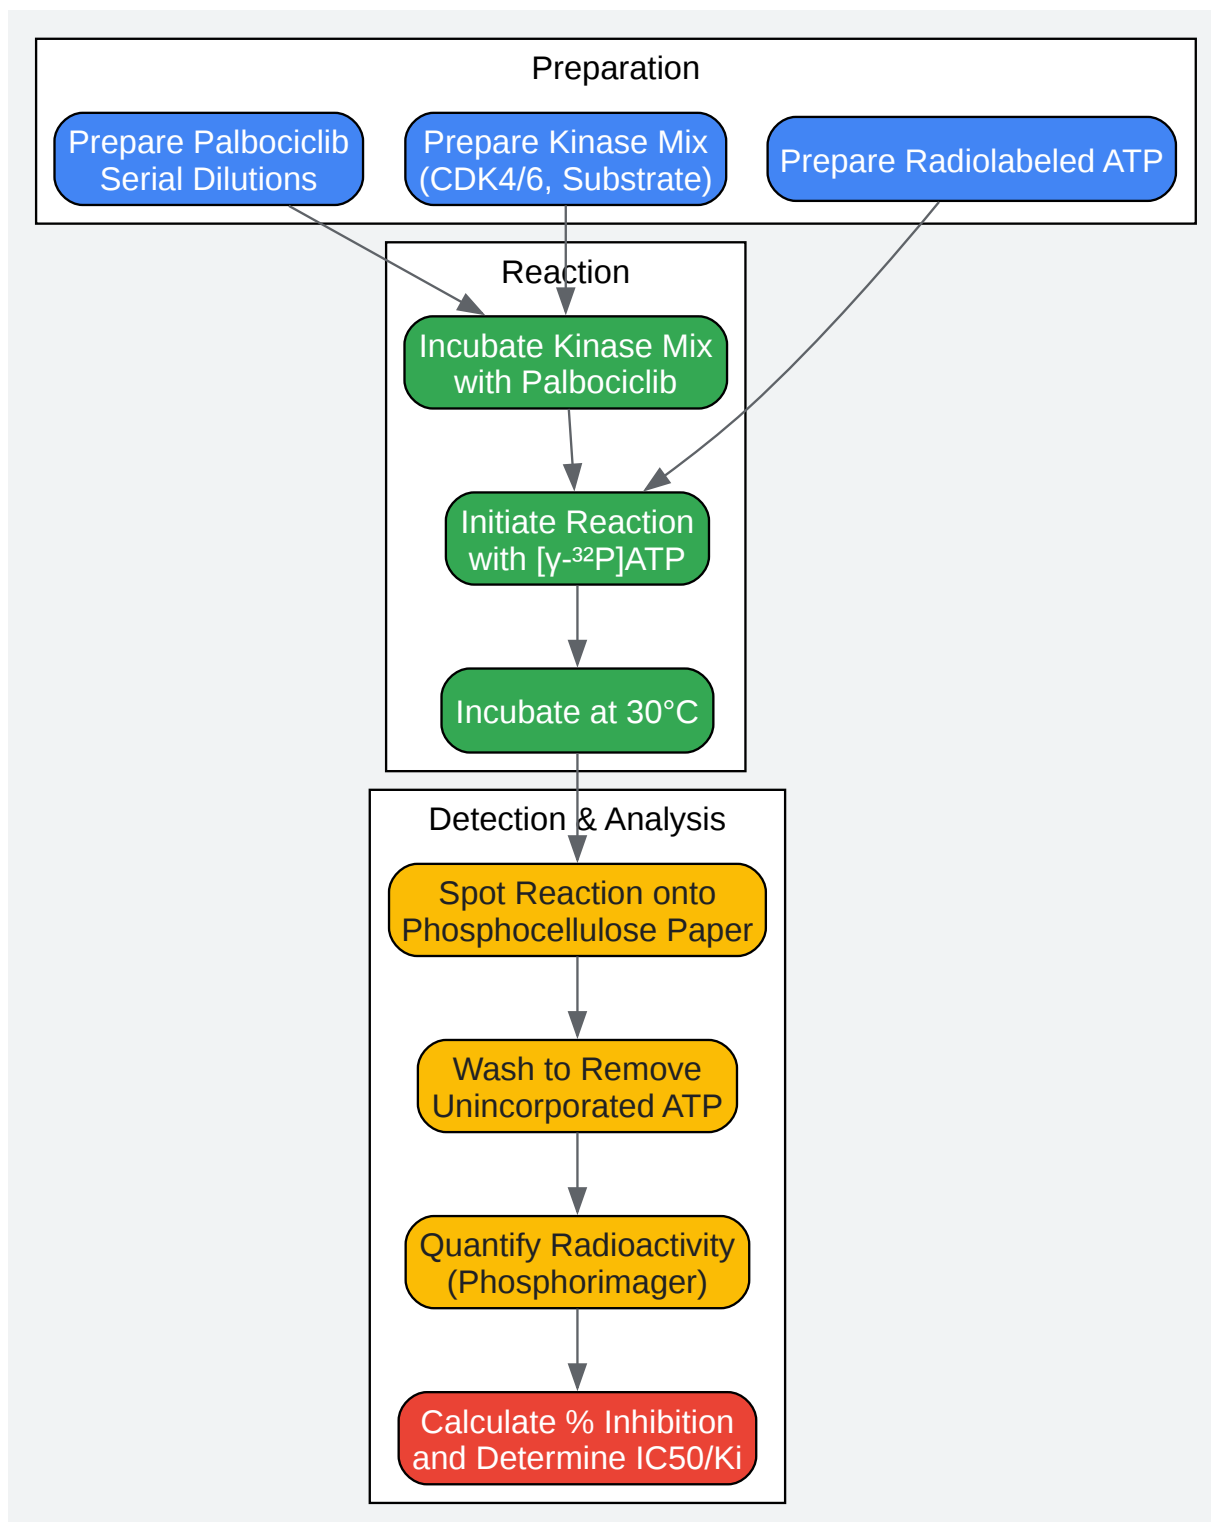 Preparation
Prepare Palbociclib
Serial Dilutions
Prepare Kinase Mix
(CDK4/6, Substrate)
Prepare Radiolabeled ATP
Reaction
Incubate Kinase Mix
with Palbociclib
Initiate Reaction
with [γ-³²P]ATP
Incubate at 30°C
Detection & Analysis
Spot Reaction onto
Phosphocellulose Paper
Wash to Remove
Unincorporated ATP
Quantify Radioactivity
(Phosphorimager)
Calculate % Inhibition
and Determine IC50/Ki